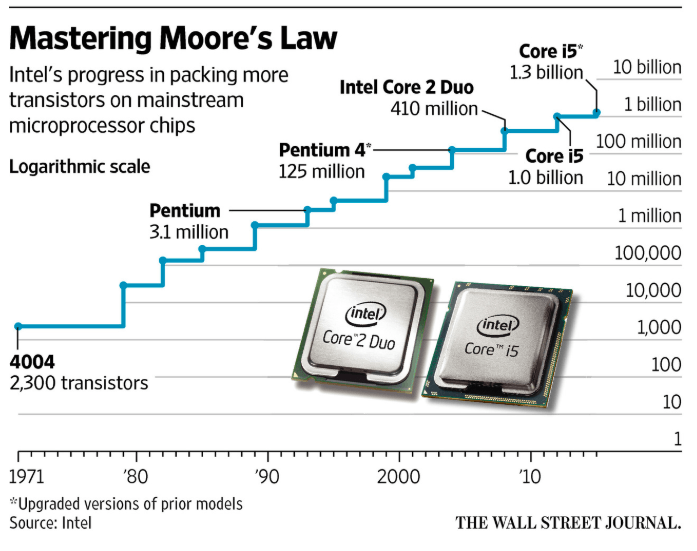 Mastering Moore's Law
Intel's progress in packing more
transistors on mainstream
microprocessor chips
Logarithmic scale
Core i5*
1.3 billion
Intel Core 2 Duo
410 million
Pentium 4*
125 million
Core i5
1.0 billion
Pentium
3.1 million
4004
2,300 transistors
10 billion
1 billion
100 million
10 million
1 million
100,000
10,000
1,000
100
10
1
intel
Core™2 Duo
intel
Core™ i5
1971 '80 '90 2000 '10
*Upgraded versions of prior models
Source: Intel
THE WALL STREET JOURNAL.